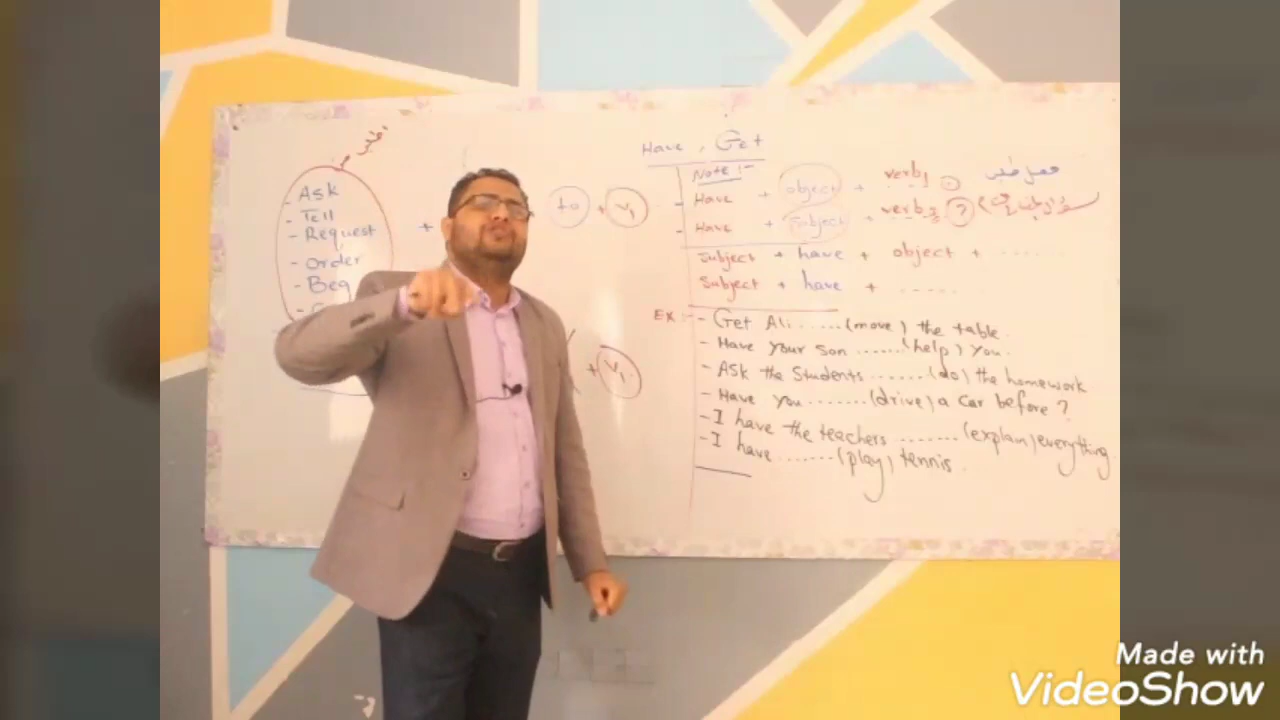 - Ask
- Tell
- Request
- Order
- Beg
+
to + V1
+ V1
Have , Get
Note :-
- Have + object + verb1 .
- Have + Subject + verb3 ?
Subject + have + object + .....
Subject + have + .....
EX :- - Get Ali ...... (move) the table.
- Have your son ...... (help) you.
- ASK the Students ....... (do) the homework.
- Have you ....... (drive) a car before ?
- I have the teachers ....... (explain) everything.
- I have ....... (play) tennis.
Made with
VideoShow